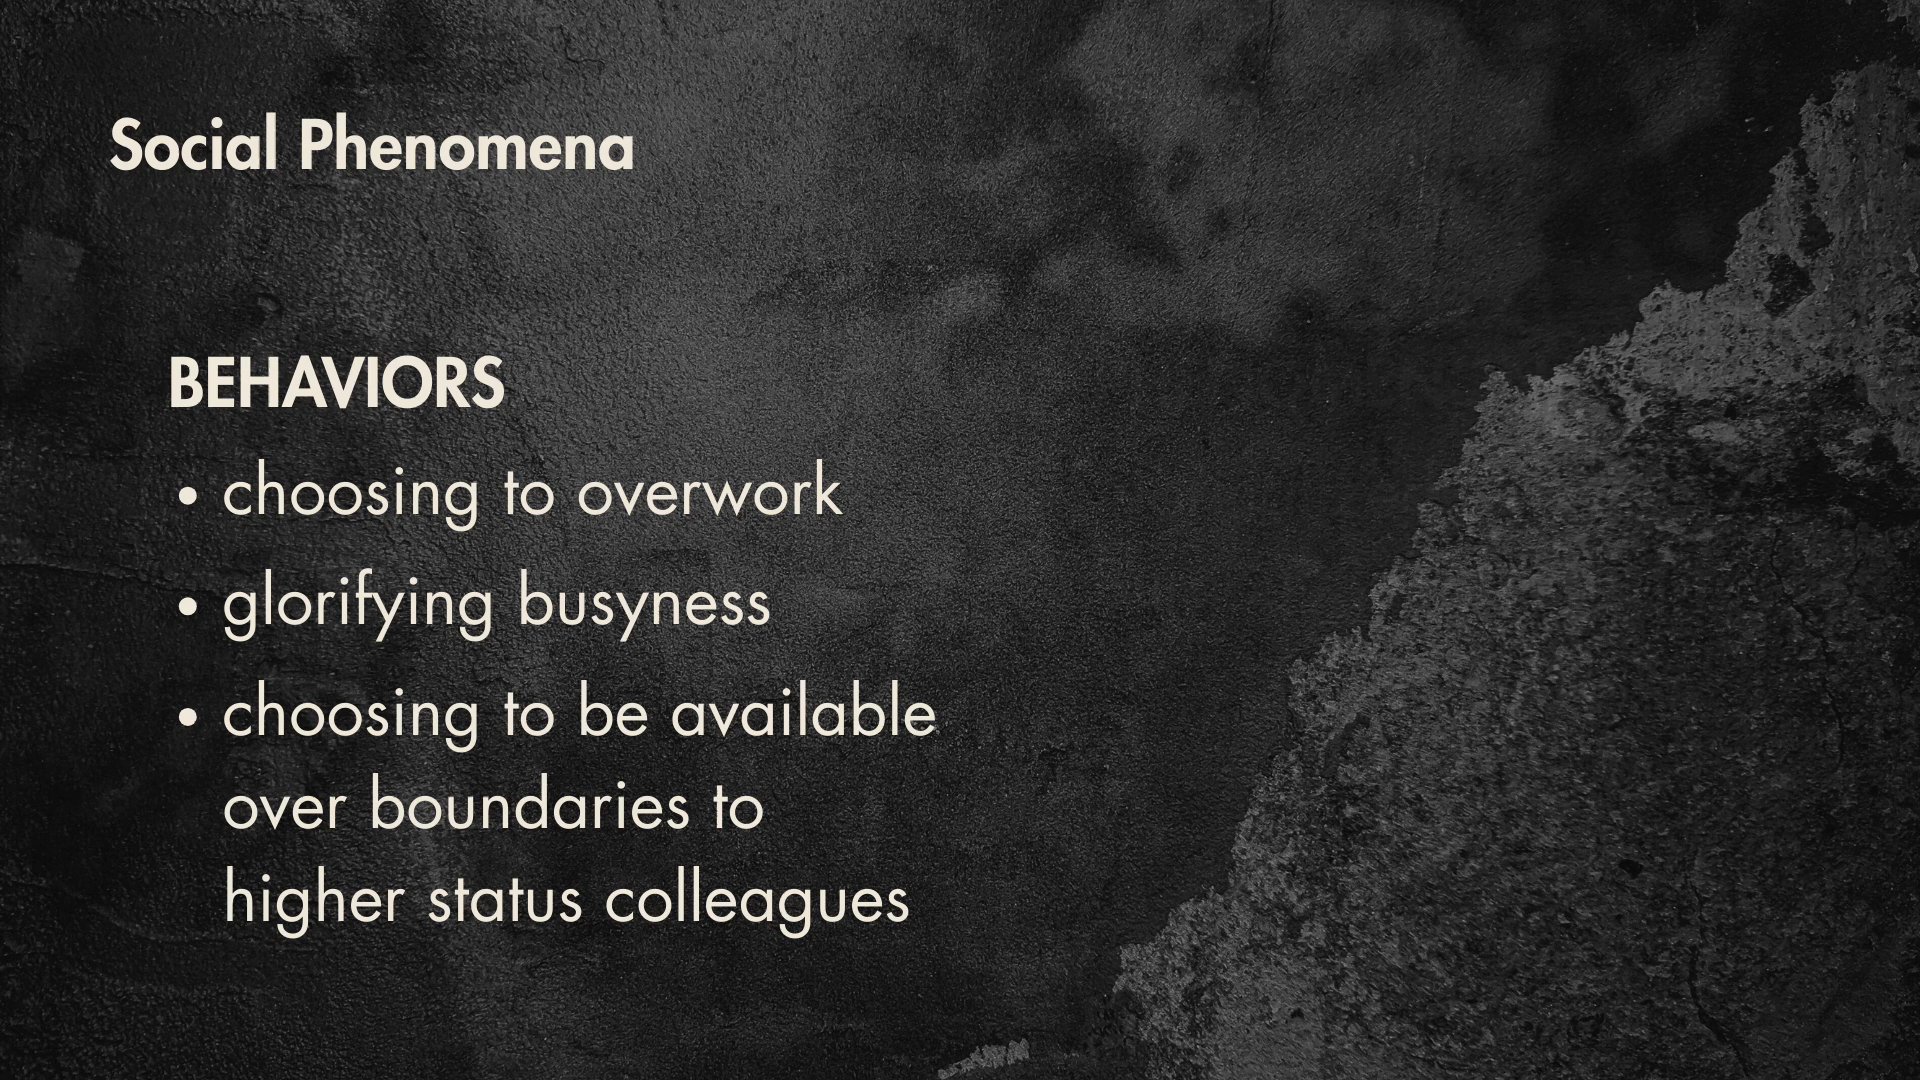 Social Phenomena
BEHAVIORS
• choosing to overwork
• glorifying busyness
• choosing to be available
over boundaries to
higher status colleagues